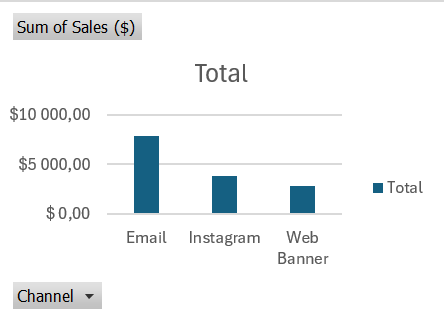 Sum of Sales ($)
Total
$10 000,00
$5 000,00
$ 0,00
Email
Instagram
Web
Banner
Total
Channel